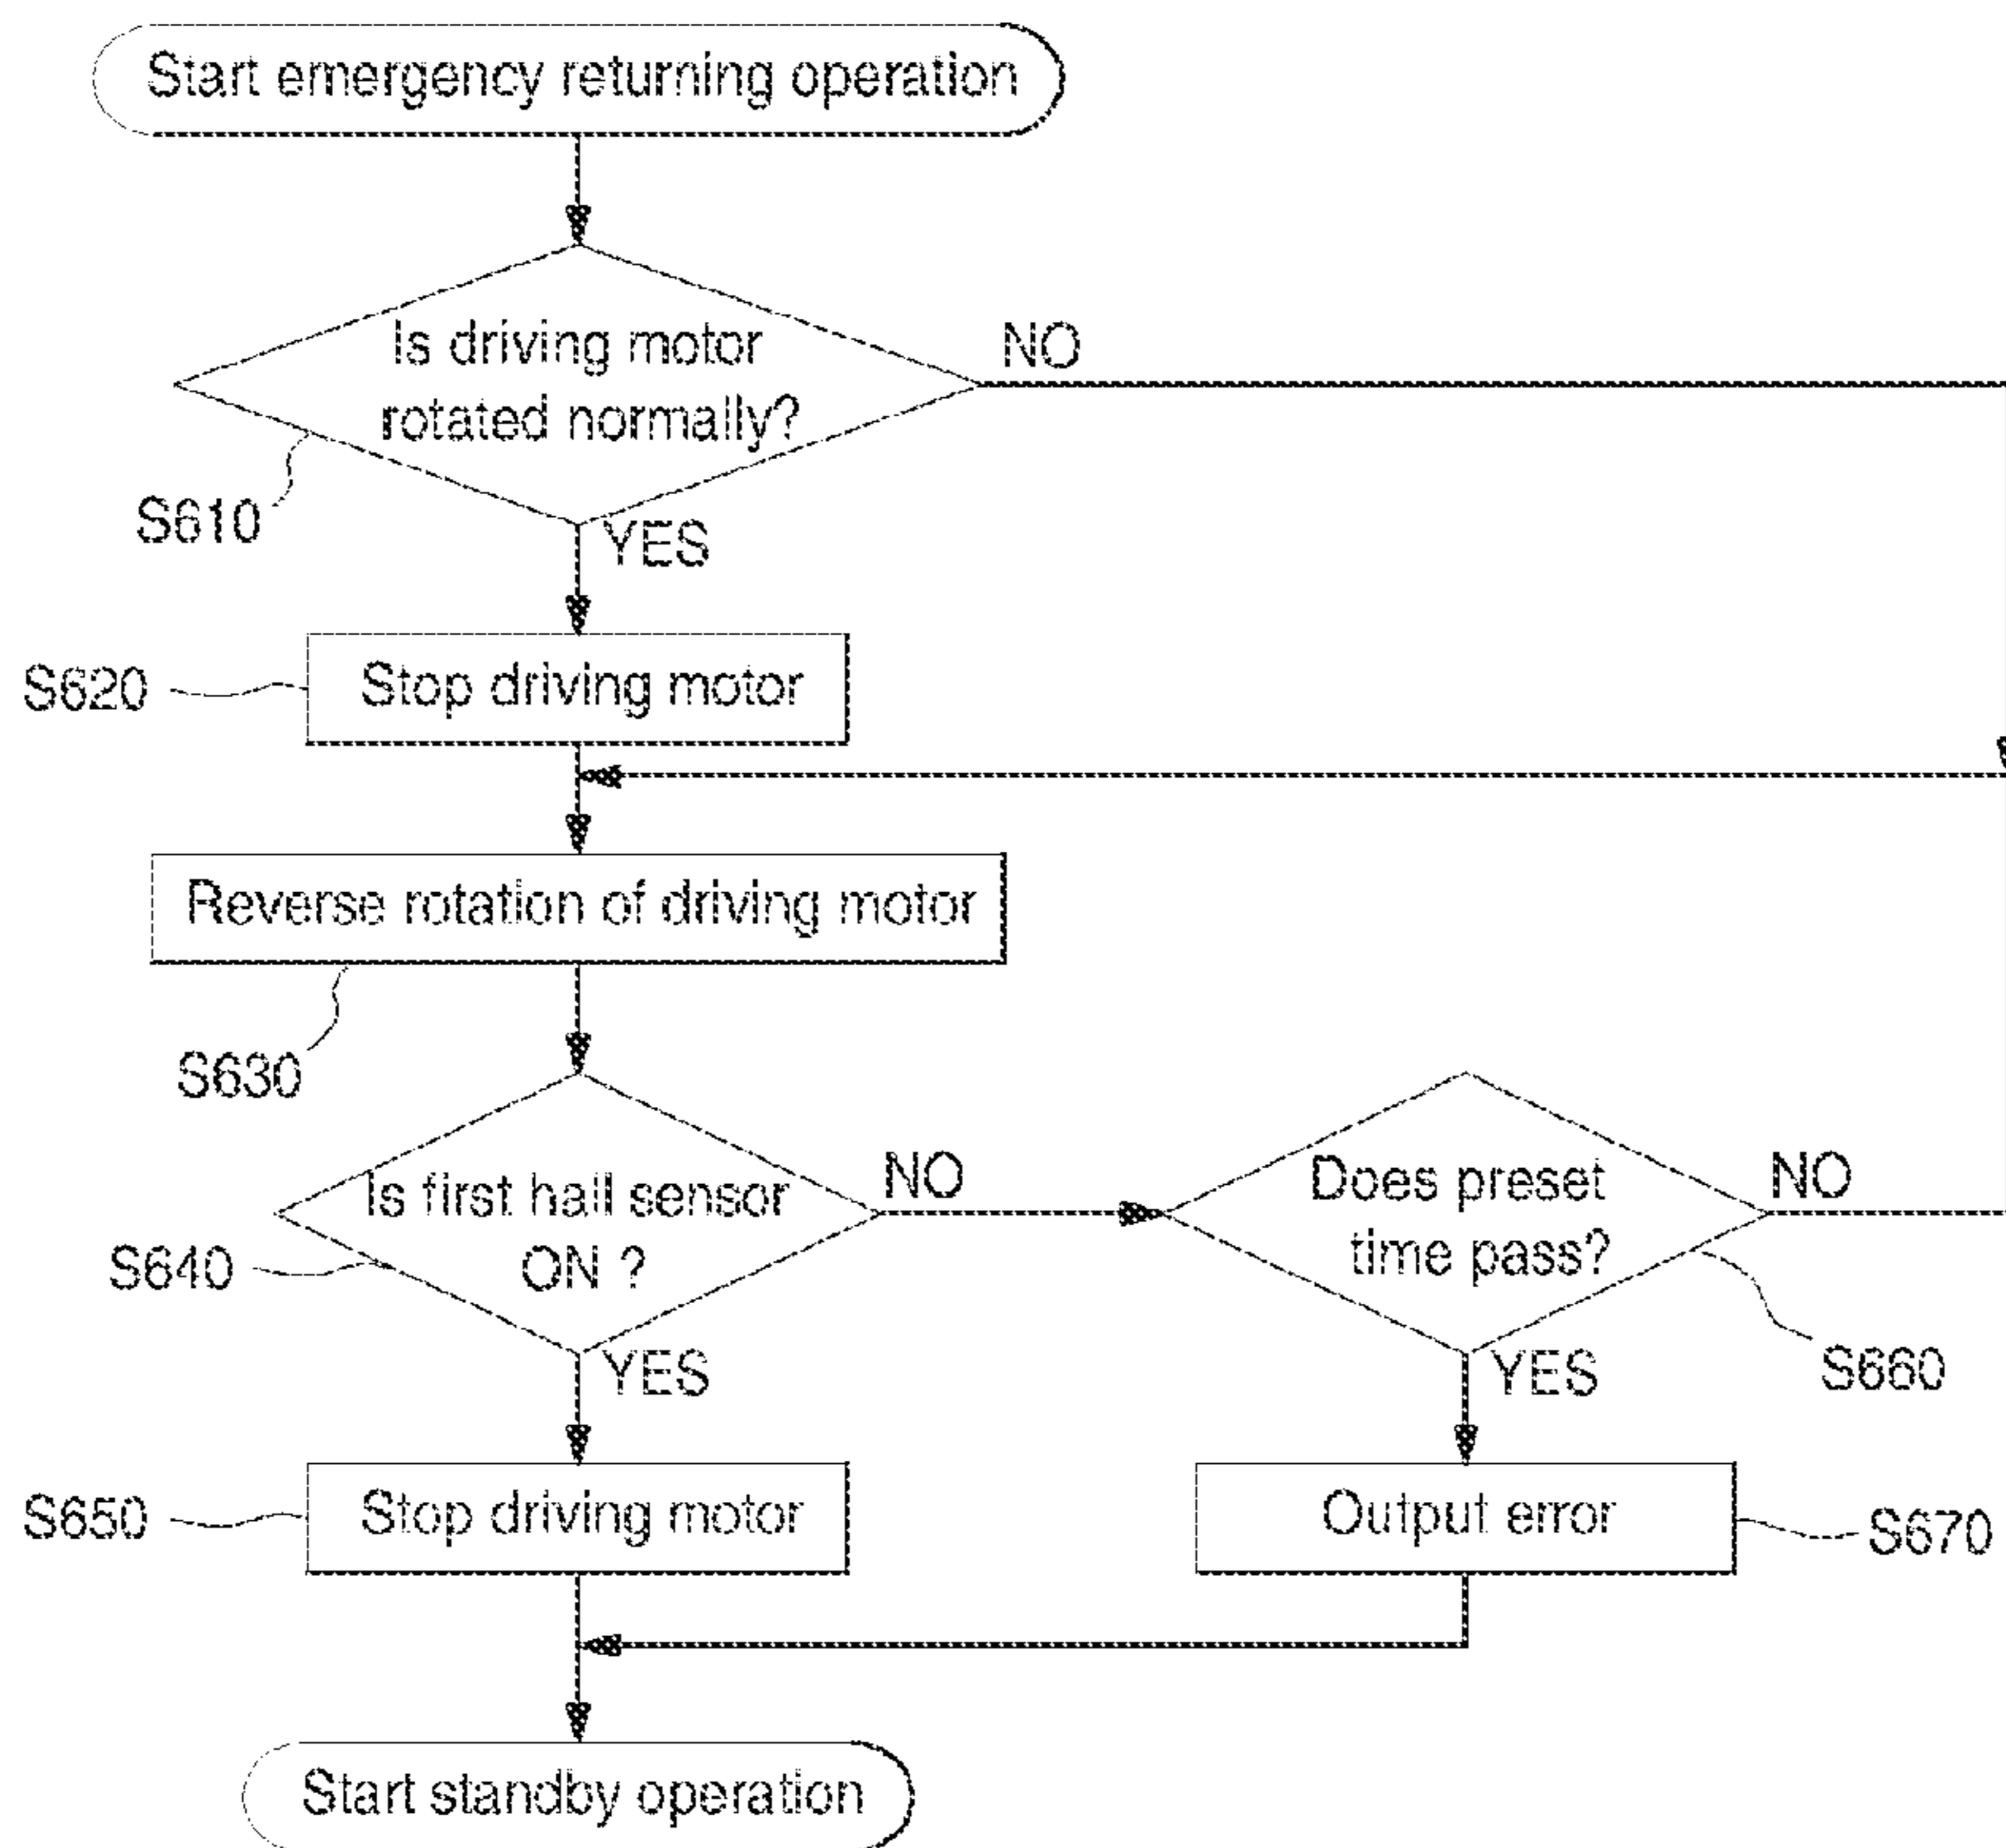 Start emergency returning operation
Is driving motor
rotated normally?
NO
S610
YES
S620
Stop driving motor
Reverse rotation of driving motor
S630
Is first hall sensor
ON ?
NO
Does preset
time pass?
NO
S640
YES
YES
S660
S650
Stop driving motor
Output error
S670
Start standby operation